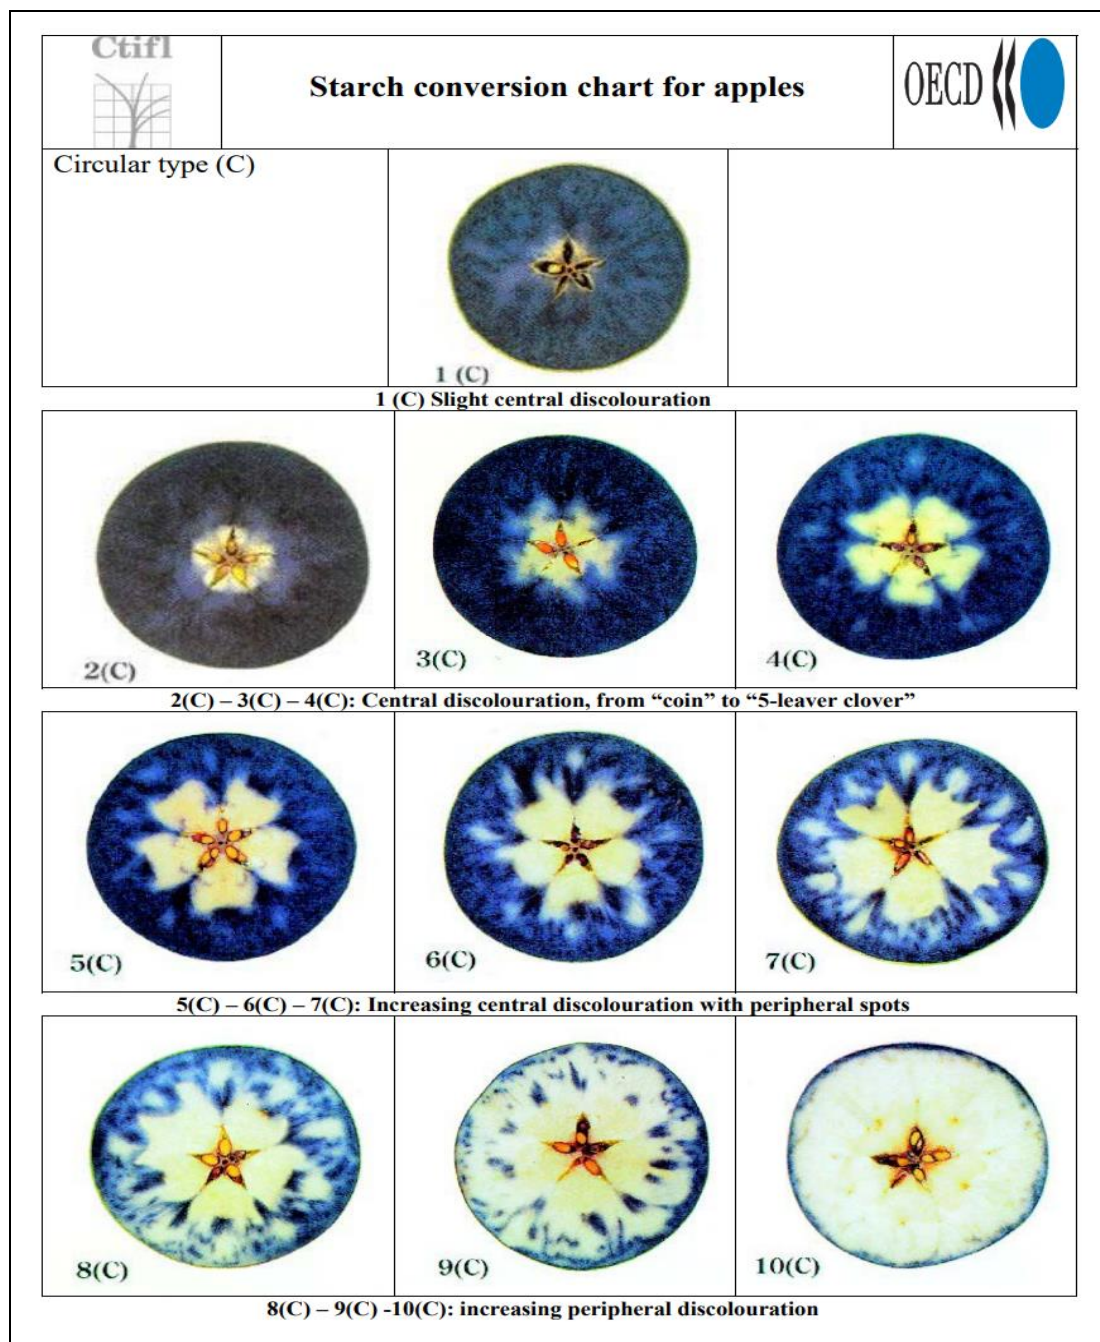 Ctifl
Starch conversion chart for apples
OECD
Circular type (C)
1 (C)
1 (C) Slight central discolouration
2(C)
3(C)
4(C)
2(C) – 3(C) – 4(C): Central discolouration, from “coin” to “5-leaver clover”
5(C)
6(C)
7(C)
5(C) – 6(C) – 7(C): Increasing central discolouration with peripheral spots
8(C)
9(C)
10(C)
8(C) – 9(C) -10(C): increasing peripheral discolouration